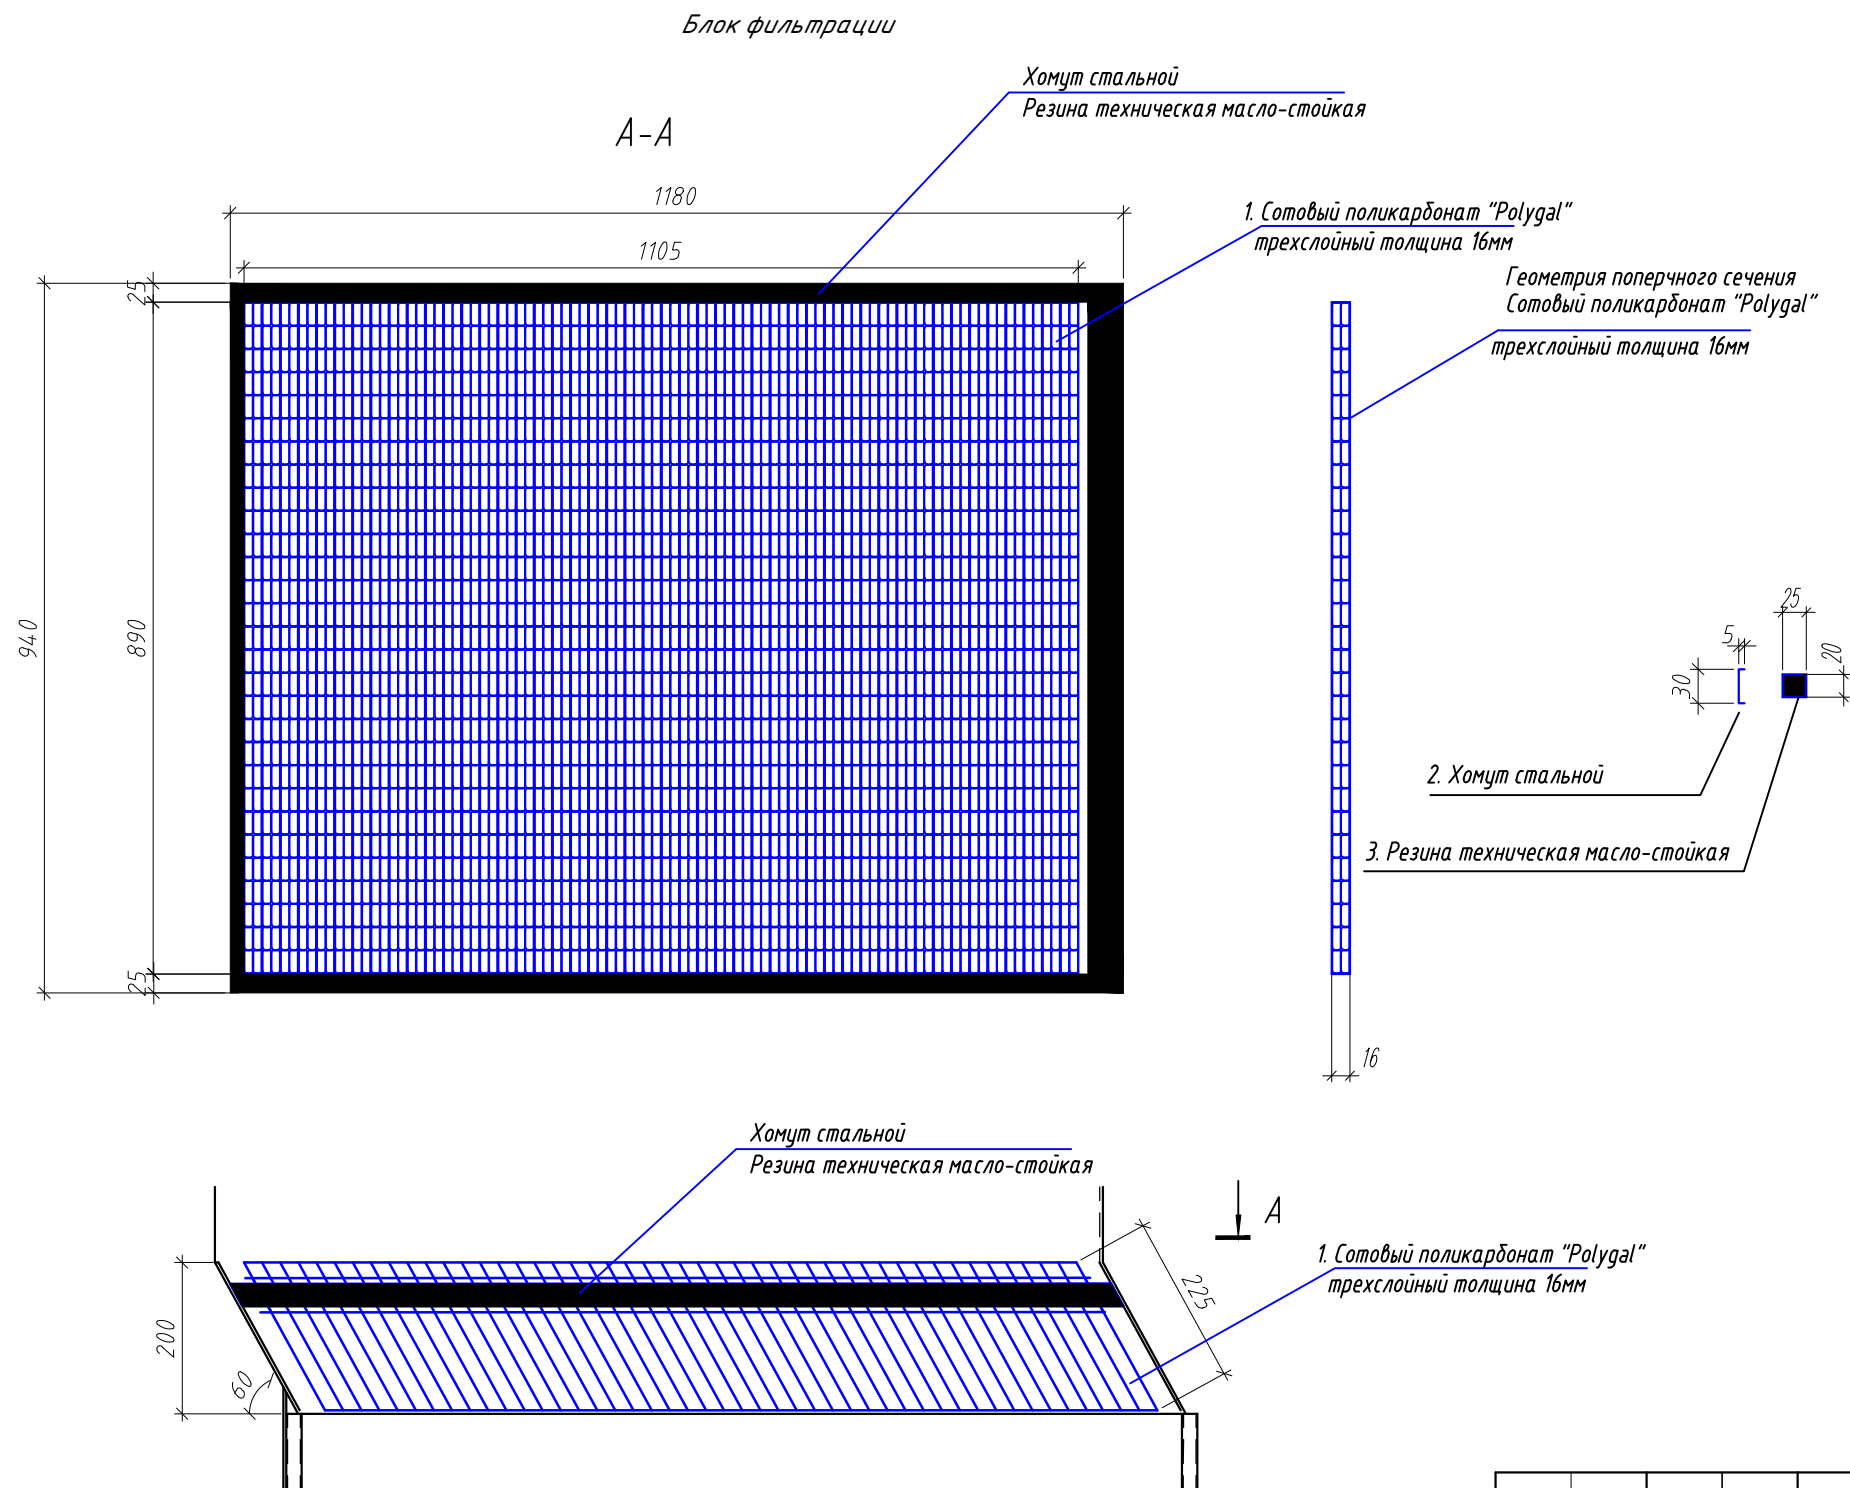 Блок фильтрации
Хомут стальной
Резина техническая масло-стойкая
А-А
1180
1105
1. Сотовый поликарбонат "Polygal"
трехслойный толщина 16мм
Геометрия поперчного сечения
Сотовый поликарбонат "Polygal"
трехслойный толщина 16мм
25
940
890
25
25
5
20
30
2. Хомут стальной
3. Резина техническая масло-стойкая
16
Хомут стальной
Резина техническая масло-стойкая
А
1. Сотовый поликарбонат "Polygal"
трехслойный толщина 16мм
225
200
60